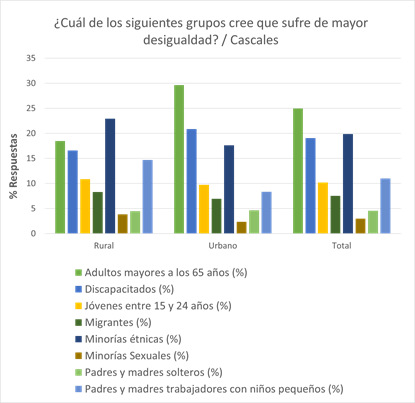 ¿Cuál de los siguientes grupos cree que sufre de mayor
desigualdad? / Cascales
% Respuestas
35
30
25
20
15
10
5
0
Rural Urbano Total
Adultos mayores a los 65 años (%)
Discapacitados (%)
Jóvenes entre 15 y 24 años (%)
Migrantes (%)
Minorías étnicas (%)
Minorías Sexuales (%)
Padres y madres solteros (%)
Padres y madres trabajadores con niños pequeños (%)